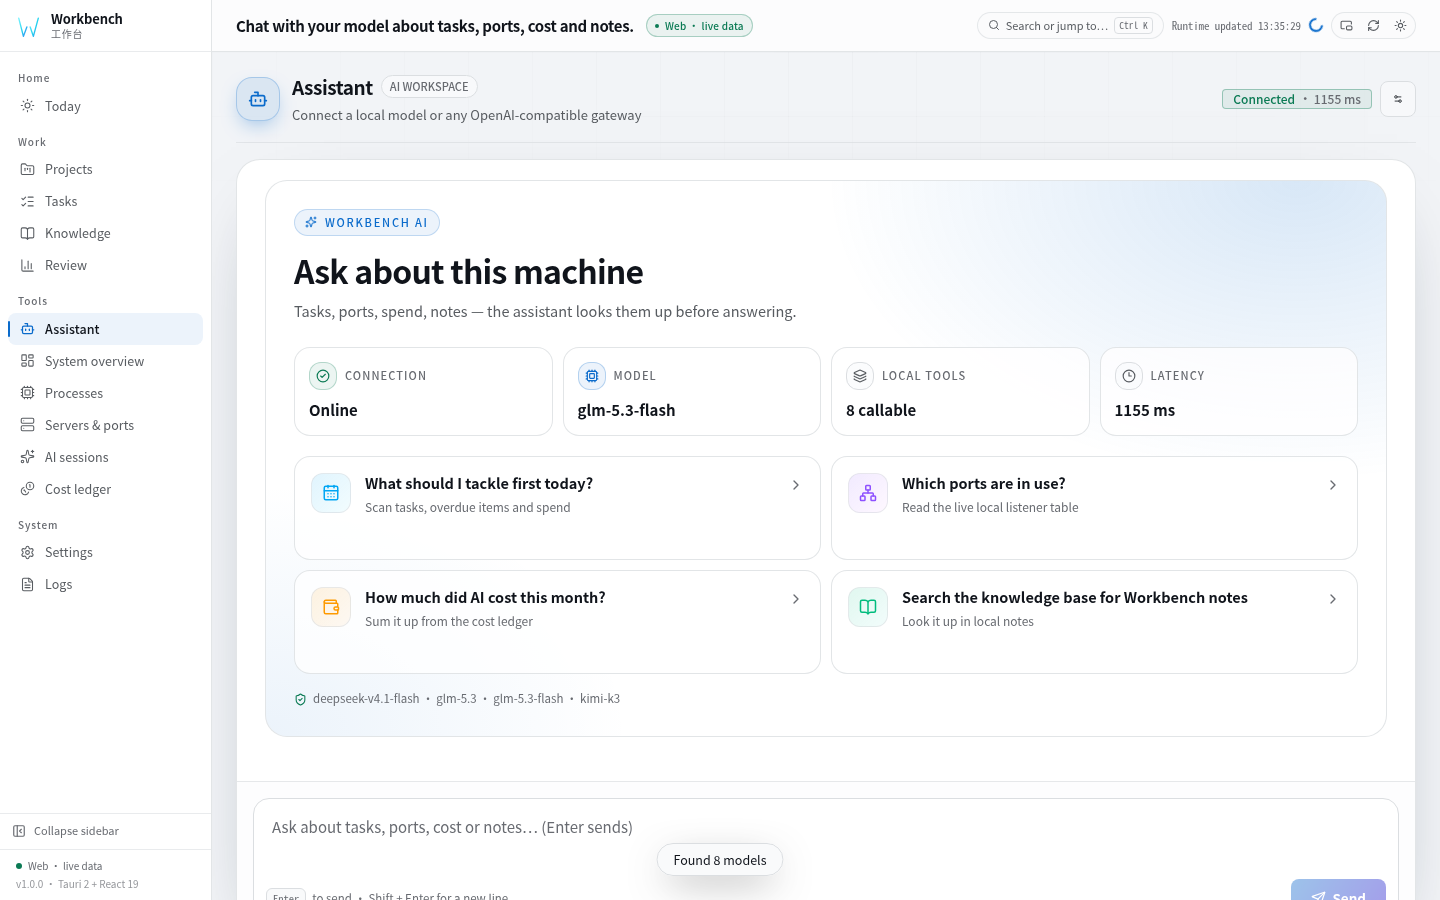 Workbench
工作台
Home
Today
Work
Projects
Tasks
Knowledge
Review
Tools
Assistant
System overview
Processes
Servers & ports
AI sessions
Cost ledger
System
Settings
Logs
Collapse sidebar
Web • live data
v1.0.0 • Tauri 2 + React 19
Chat with your model about tasks, ports, cost and notes.
Web • live data
Search or jump to…
Ctrl K
Runtime updated 13:35:29
Assistant
AI WORKSPACE
Connect a local model or any OpenAI-compatible gateway
Connected • 1155 ms
WORKBENCH AI
Ask about this machine
Tasks, ports, spend, notes — the assistant looks them up before answering.
CONNECTION
Online
MODEL
glm-5.3-flash
LOCAL TOOLS
8 callable
LATENCY
1155 ms
What should I tackle first today?
Scan tasks, overdue items and spend
Which ports are in use?
Read the live local listener table
How much did AI cost this month?
Sum it up from the cost ledger
Search the knowledge base for Workbench notes
Look it up in local notes
deepseek-v4.1-flash • glm-5.3 • glm-5.3-flash • kimi-k3
Ask about tasks, ports, cost or notes… (Enter sends)
Found 8 models
Enter to send • Shift + Enter for a new line
Send